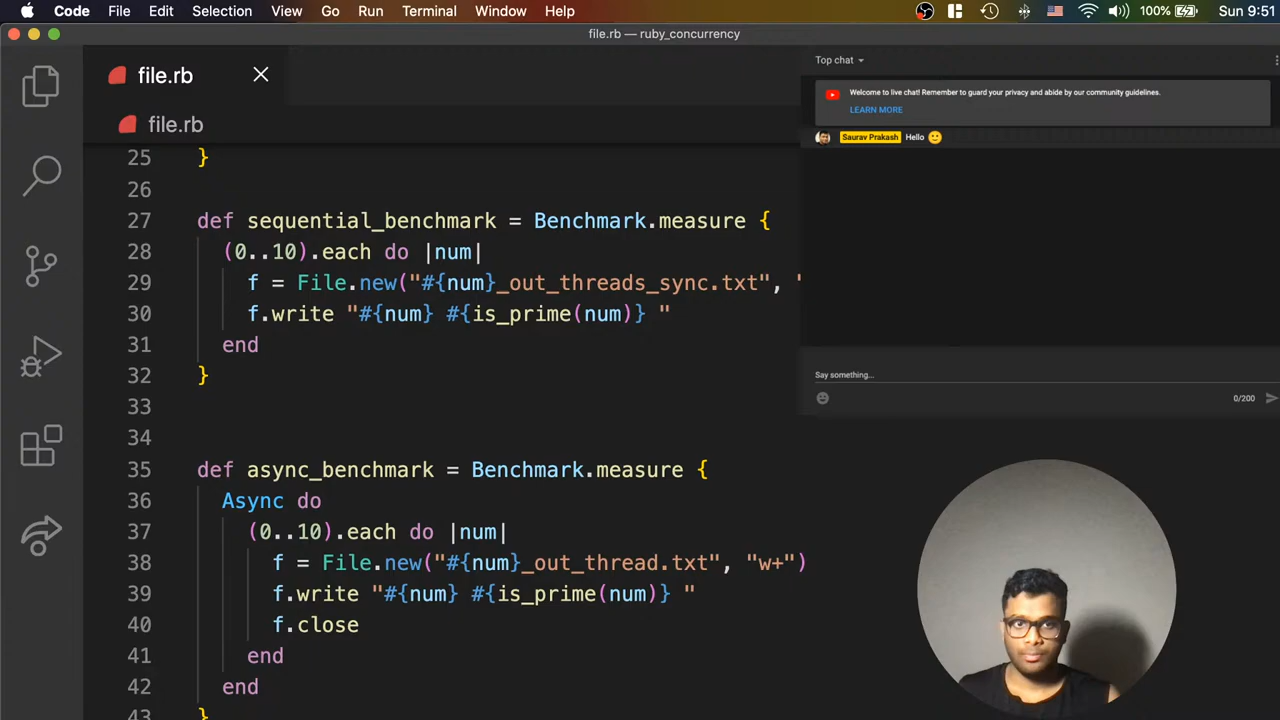 Code File Edit Selection View Go Run Terminal Window Help 100% Sun 9:51
file.rb — ruby_concurrency
file.rb
file.rb
25 }
26
27 def sequential_benchmark = Benchmark.measure {
28 (0..10).each do |num|
29 f = File.new("#{num}_out_threads_sync.txt", "
30 f.write "#{num} #{is_prime(num)} "
31 end
32 }
33
34
35 def async_benchmark = Benchmark.measure {
36 Async do
37 (0..10).each do |num|
38 f = File.new("#{num}_out_thread.txt", "w+")
39 f.write "#{num} #{is_prime(num)} "
40 f.close
41 end
42 end
43 }
Top chat
Welcome to live chat! Remember to guard your privacy and abide by our community guidelines.
LEARN MORE
Saurav Prakash Hello 🙂
Say something...
0/200